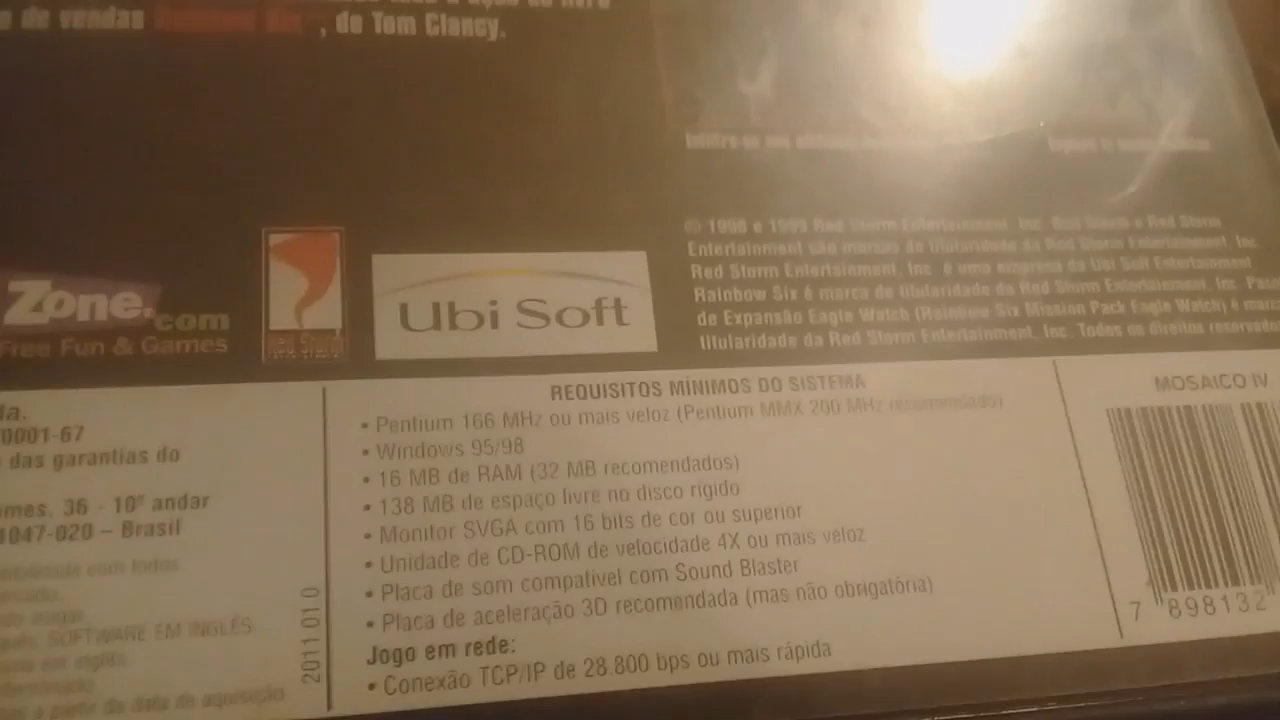 de vendas Rainbow Six, de Tom Clancy.
© 1998 e 1999 Red Storm Entertainment, Inc. Red Storm e Red Storm
Entertainment são marcas de titularidade da Red Storm Entertainment, Inc.
Red Storm Entertainment, Inc. é uma empresa da Ubi Soft Entertainment.
Rainbow Six é marca de titularidade da Red Storm Entertainment, Inc.
de Expansão Eagle Watch (Rainbow Six Mission Pack Eagle Watch) é
titularidade da Red Storm Entertainment, Inc. Todos os direitos
Zone.com
Free Fun & Games
Red Storm
Ubi Soft
0001-67
das garantias do
36 - 10º andar
1047-020 – Brasil
SOFTWARE EM INGLÊS
a partir da data de aquisição
2011 01 0
REQUISITOS MÍNIMOS DO SISTEMA
• Pentium 166 MHz ou mais veloz (Pentium MMX 200 MHz recomendado)
• Windows 95/98
• 16 MB de RAM (32 MB recomendados)
• 138 MB de espaço livre no disco rígido
• Monitor SVGA com 16 bits de cor ou superior
• Unidade de CD-ROM de velocidade 4X ou mais veloz
• Placa de som compatível com Sound Blaster
• Placa de aceleração 3D recomendada (mas não obrigatória)
Jogo em rede:
• Conexão TCP/IP de 28.800 bps ou mais rápida
MOSAICO IV
7 898132